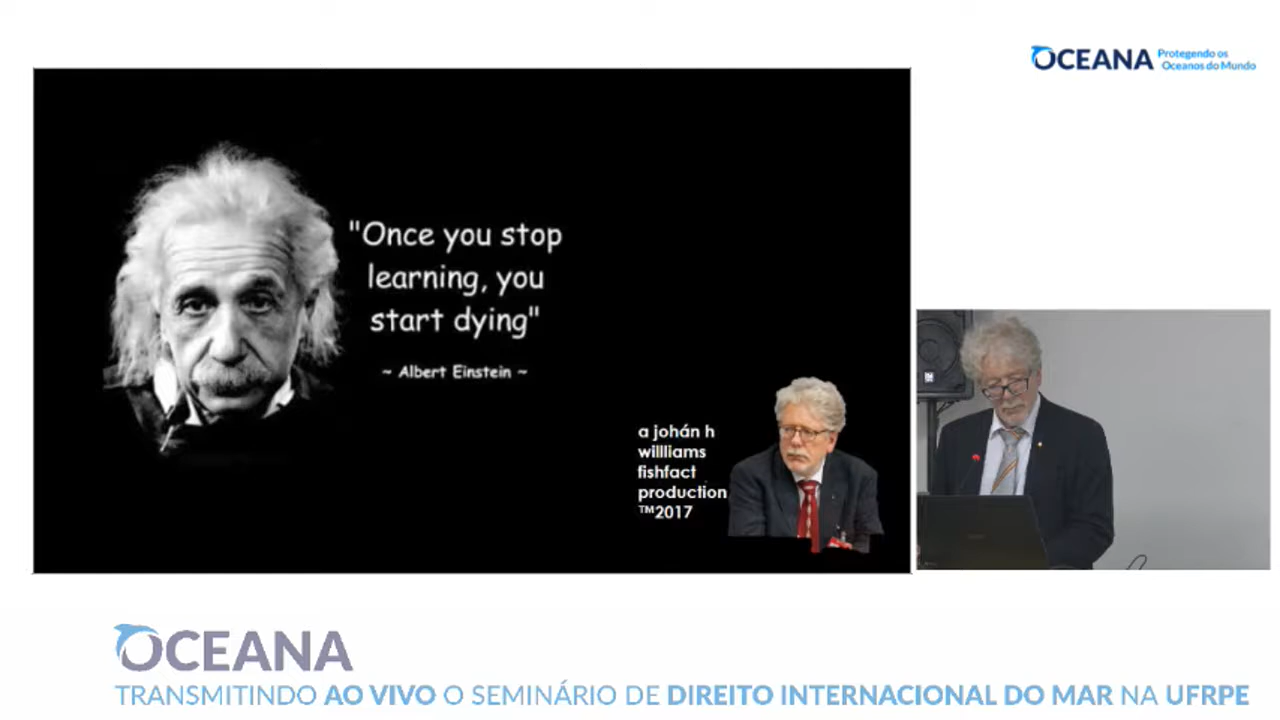 OCEANA Protegendo os
Oceanos do Mundo
"Once you stop
learning, you
start dying"
~ Albert Einstein ~
a johán h
willliams
fishfact
production
™2017
OCEANA
TRANSMITINDO AO VIVO O SEMINÁRIO DE DIREITO INTERNACIONAL DO MAR NA UFRPE